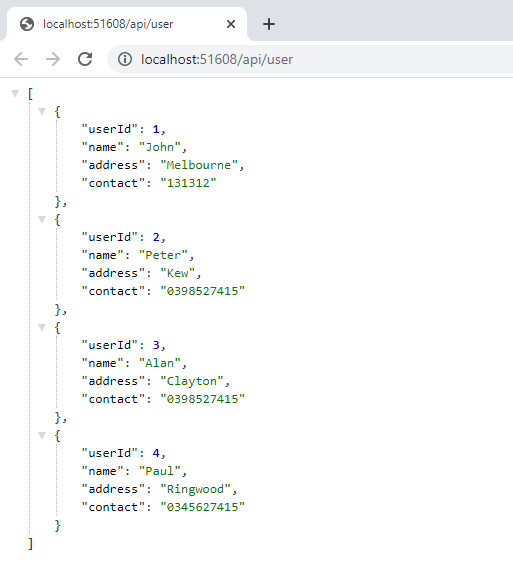 localhost:51608/api/user
localhost:51608/api/user
[
{
"userId": 1,
"name": "John",
"address": "Melbourne",
"contact": "131312"
},
{
"userId": 2,
"name": "Peter",
"address": "Kew",
"contact": "0398527415"
},
{
"userId": 3,
"name": "Alan",
"address": "Clayton",
"contact": "0398527415"
},
{
"userId": 4,
"name": "Paul",
"address": "Ringwood",
"contact": "0345627415"
}
]